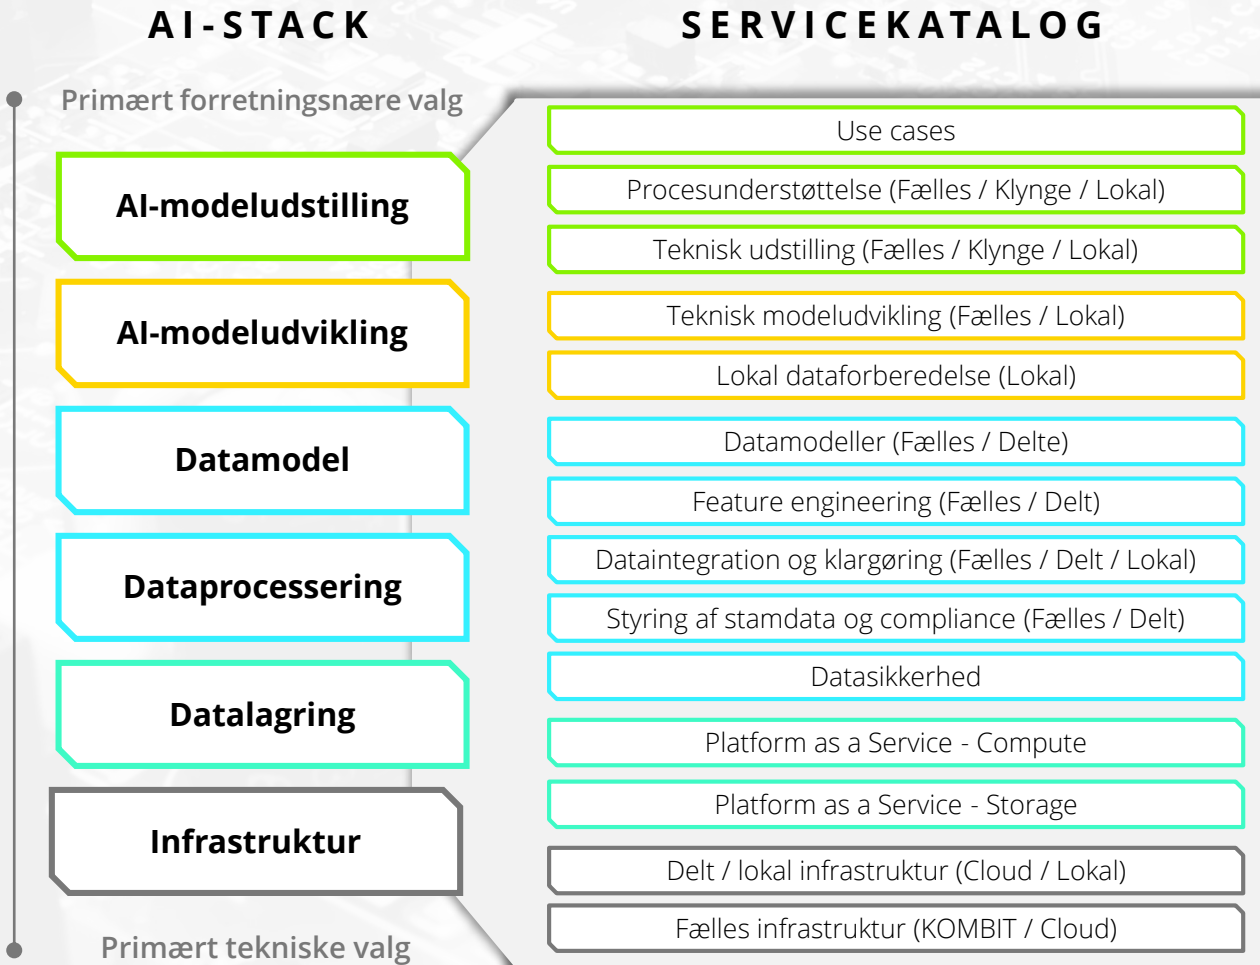 AI-STACK
SERVICEKATALOG
Primært forretningsnære valg
AI-modeludstilling
AI-modeludvikling
Datamodel
Dataprocessering
Datalagring
Infrastruktur
Primært tekniske valg
Use cases
Procesunderstøttelse (Fælles / Klynge / Lokal)
Teknisk udstilling (Fælles / Klynge / Lokal)
Teknisk modeludvikling (Fælles / Lokal)
Lokal dataforberedelse (Lokal)
Datamodeller (Fælles / Delte)
Feature engineering (Fælles / Delt)
Dataintegration og klargøring (Fælles / Delt / Lokal)
Styring af stamdata og compliance (Fælles / Delt)
Datasikkerhed
Platform as a Service - Compute
Platform as a Service - Storage
Delt / lokal infrastruktur (Cloud / Lokal)
Fælles infrastruktur (KOMBIT / Cloud)